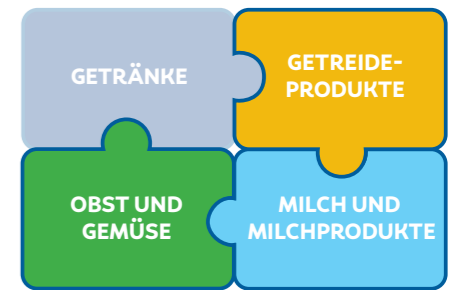 GETRÄNKE
GETREIDE-
PRODUKTE
OBST UND
GEMÜSE
MILCH UND
MILCHPRODUKTE